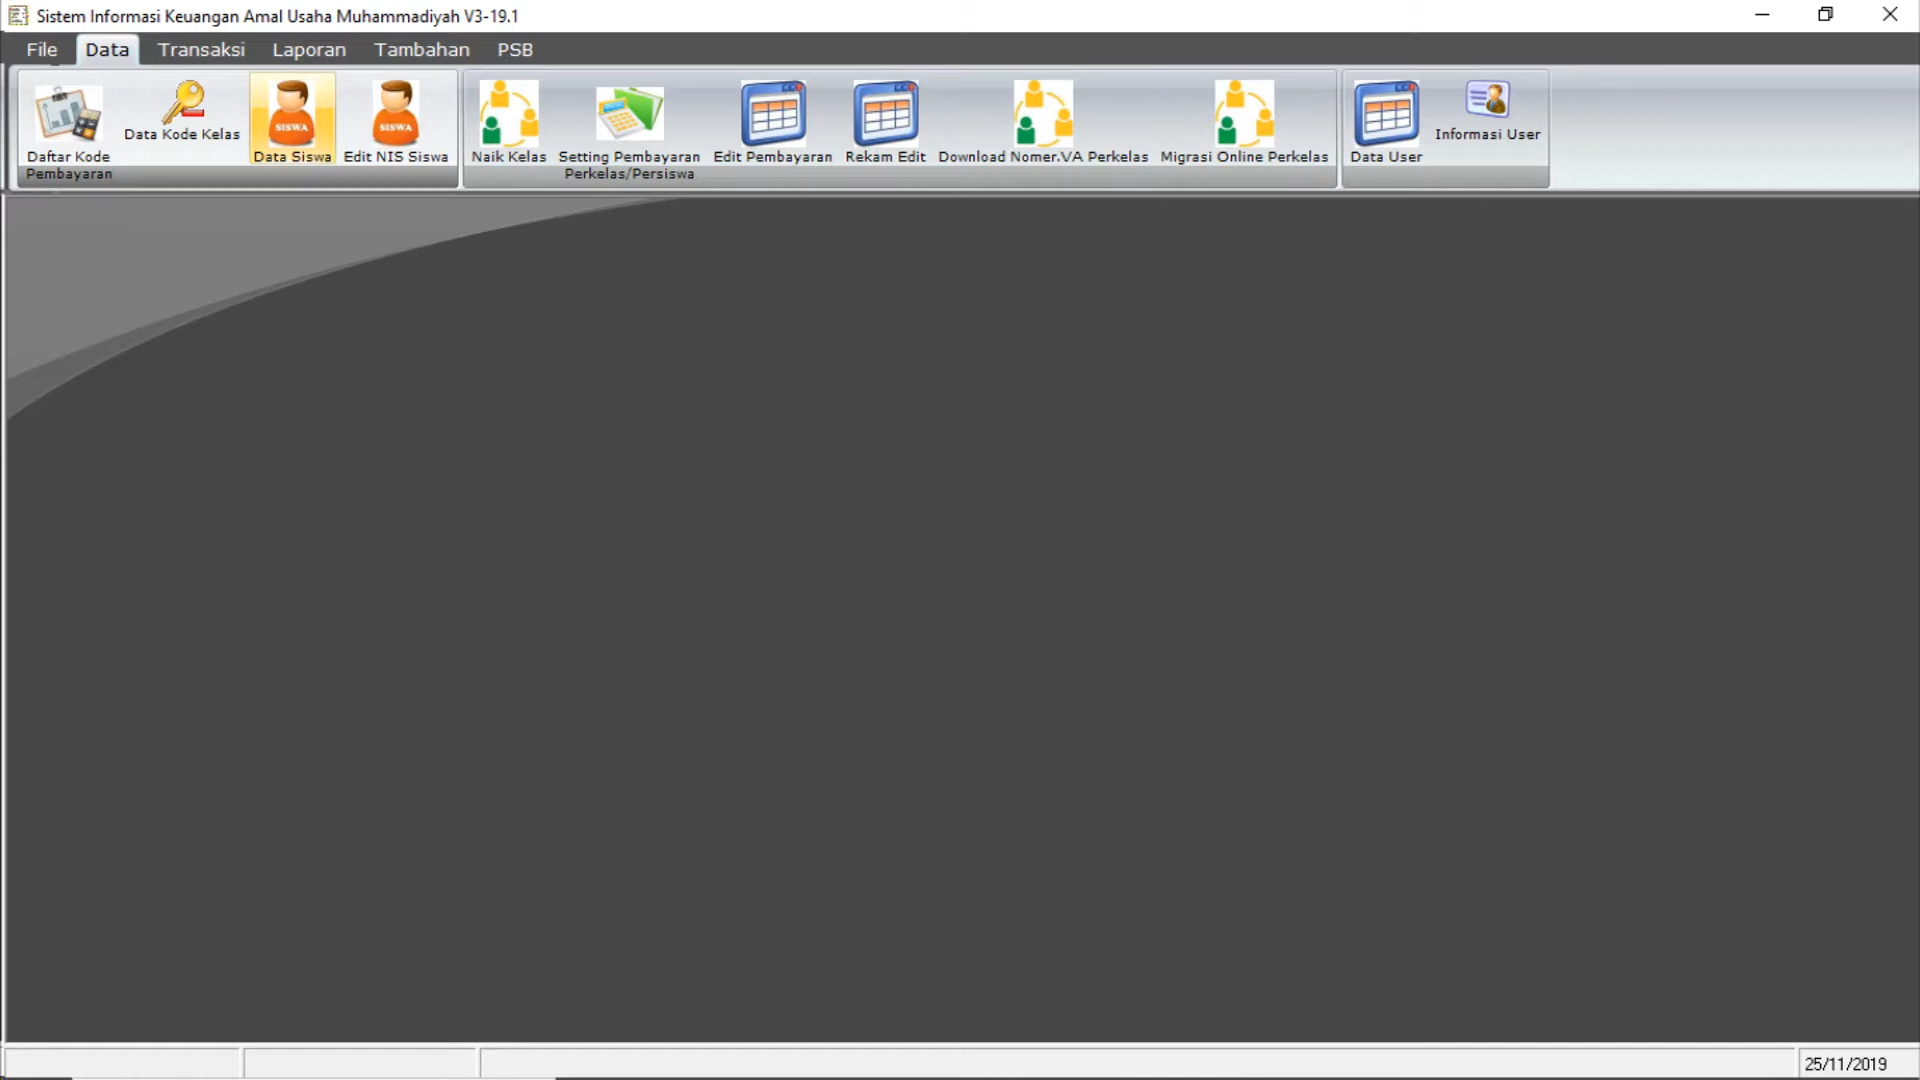 Sistem Informasi Keuangan Amal Usaha Muhammadiyah V3-19.1
File Data Transaksi Laporan Tambahan PSB
SISWA SISWA
Daftar Kode Pembayaran
Data Kode Kelas
Data Siswa
Edit NIS Siswa
Naik Kelas
Setting Pembayaran
Perkelas/Persiswa
Edit Pembayaran
Rekam Edit
Download Nomer.VA Perkelas
Migrasi Online Perkelas
Data User
Informasi User
25/11/2019